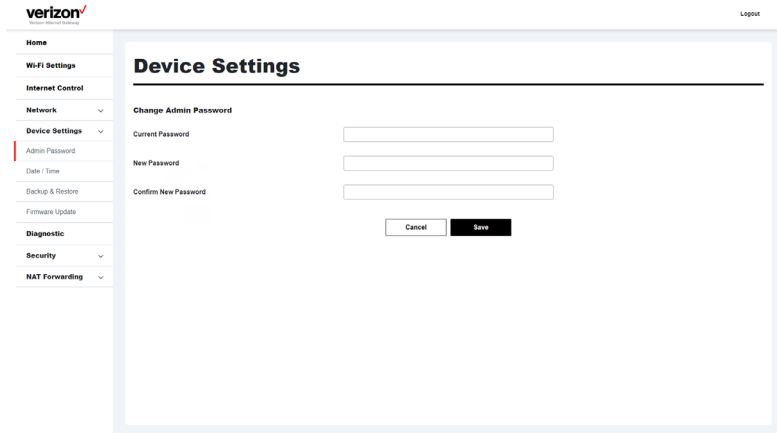 verizon
Verizon Internet Gateway
Logout
Home
Wi-Fi Settings
Internet Control
Network
Device Settings
Admin Password
Date / Time
Backup & Restore
Firmware Update
Diagnostic
Security
NAT Forwarding
Device Settings
Change Admin Password
Current Password
New Password
Confirm New Password
Cancel
Save